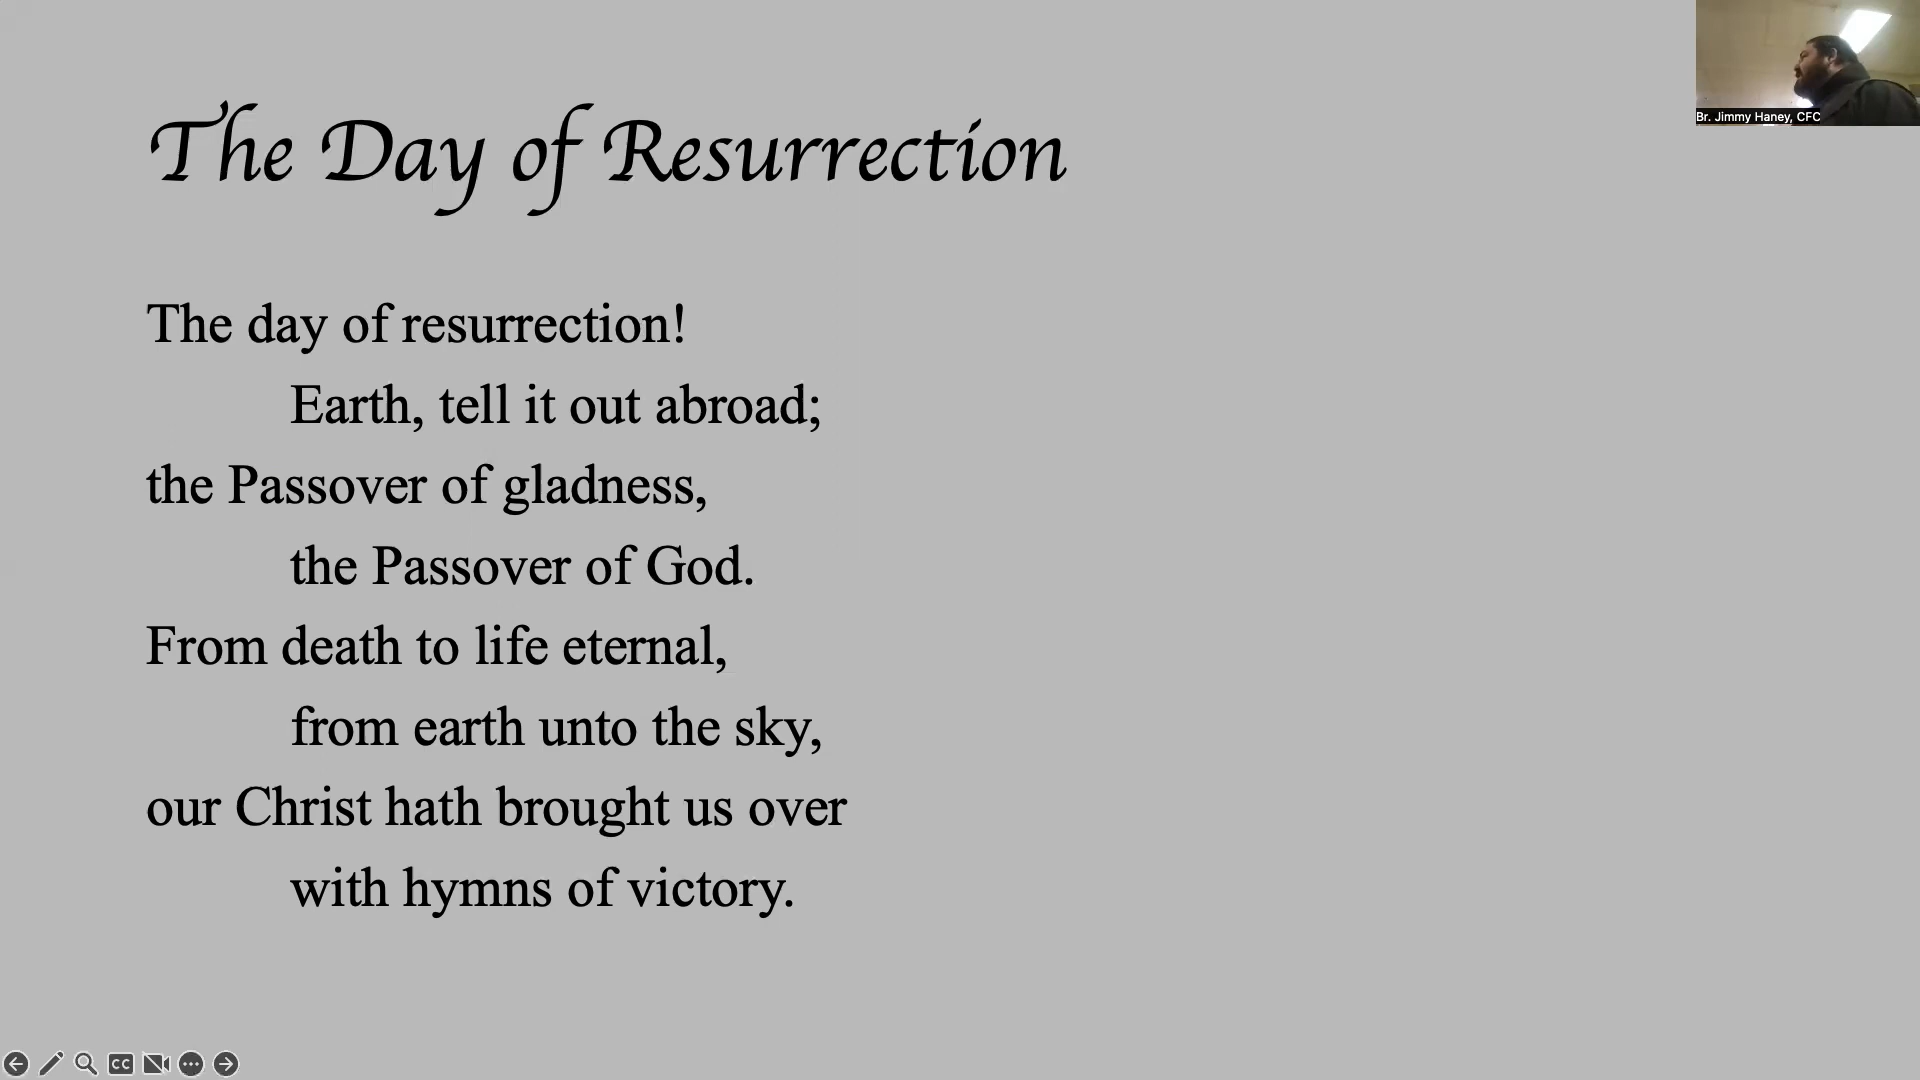 The Day of Resurrection
Br. Jimmy Haney, CFC
The day of resurrection!
Earth, tell it out abroad;
the Passover of gladness,
the Passover of God.
From death to life eternal,
from earth unto the sky,
our Christ hath brought us over
with hymns of victory.
CC